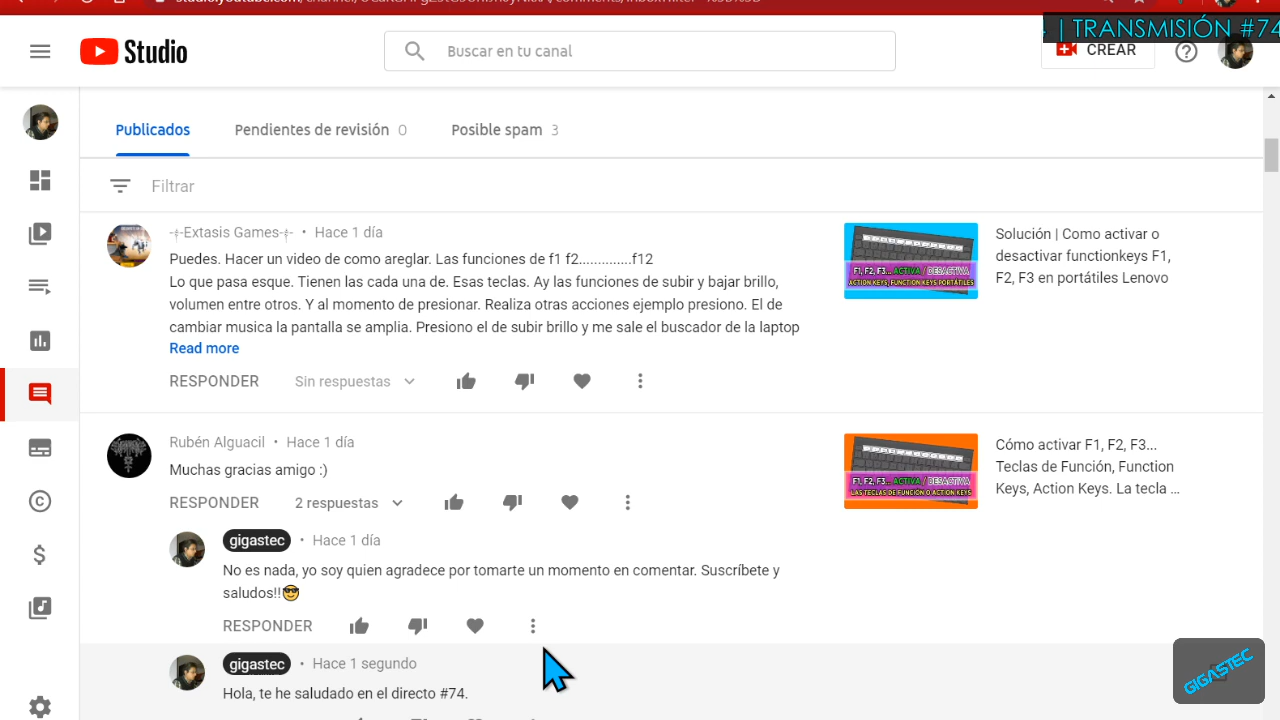 | TRANSMISIÓN #74
Studio
Buscar en tu canal
CREAR
Publicados
Pendientes de revisión 0
Posible spam 3
Filtrar
-‡-Extasis Games-‡- • Hace 1 día
Puedes. Hacer un video de como areglar. Las funciones de f1 f2..............f12
Lo que pasa esque. Tienen las cada una de. Esas teclas. Ay las funciones de subir y bajar brillo,
volumen entre otros. Y al momento de presionar. Realiza otras acciones ejemplo presiono. El de
cambiar musica la pantalla se amplia. Presiono el de subir brillo y me sale el buscador de la laptop
Read more
RESPONDER Sin respuestas
F1, F2, F3... ACTIVA / DESACTIVA
ACTION KEYS, FUNCTION KEYS PORTÁTILES
Solución | Como activar o
desactivar functionkeys F1,
F2, F3 en portátiles Lenovo
Rubén Alguacil • Hace 1 día
Muchas gracias amigo :)
RESPONDER 2 respuestas
F1, F2, F3... ACTIVA / DESACTIVA
LAS TECLAS DE FUNCIÓN O ACTION KEYS
Cómo activar F1, F2, F3...
Teclas de Función, Function
Keys, Action Keys. La tecla ...
gigastec • Hace 1 día
No es nada, yo soy quien agradece por tomarte un momento en comentar. Suscríbete y
saludos!!😎
RESPONDER
gigastec • Hace 1 segundo
Hola, te he saludado en el directo #74.
GIGASTEC